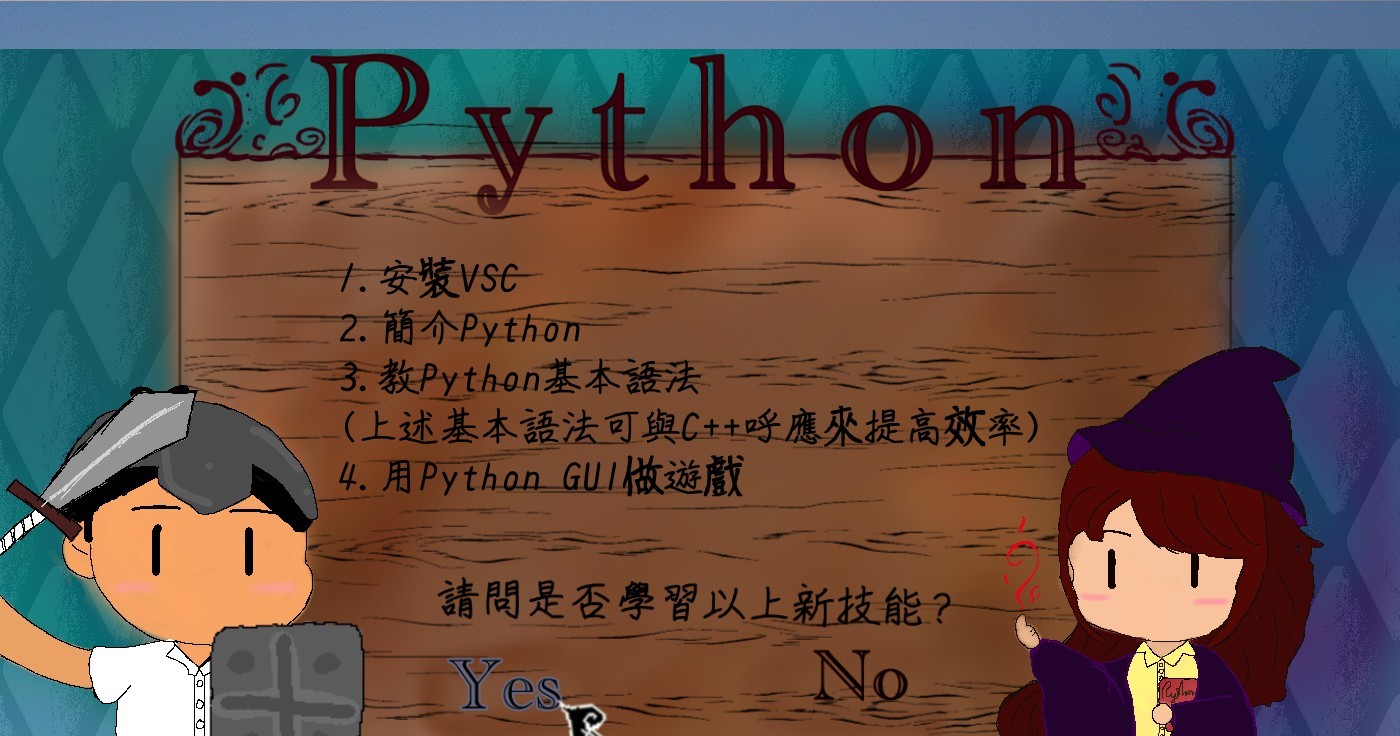 Python
1. 安裝VSC
2. 簡介Python
3. 教Python基本語法
(上述基本語法可與C++呼應來提高效率)
4. 用Python GUI做遊戲
請問是否學習以上新技能?
Yes No
Python